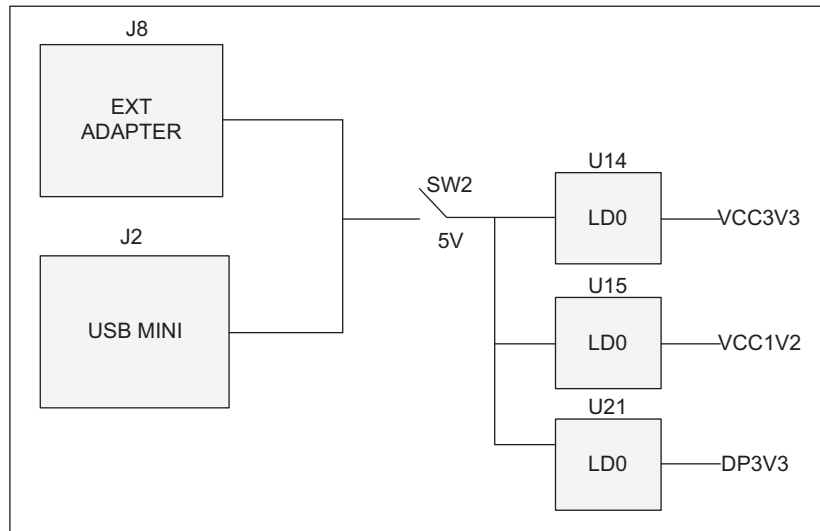 J8
EXT
ADAPTER
J2
USB MINI
SW2
5V
U14
LD0
VCC3V3
U15
LD0
VCC1V2
U21
LD0
DP3V3